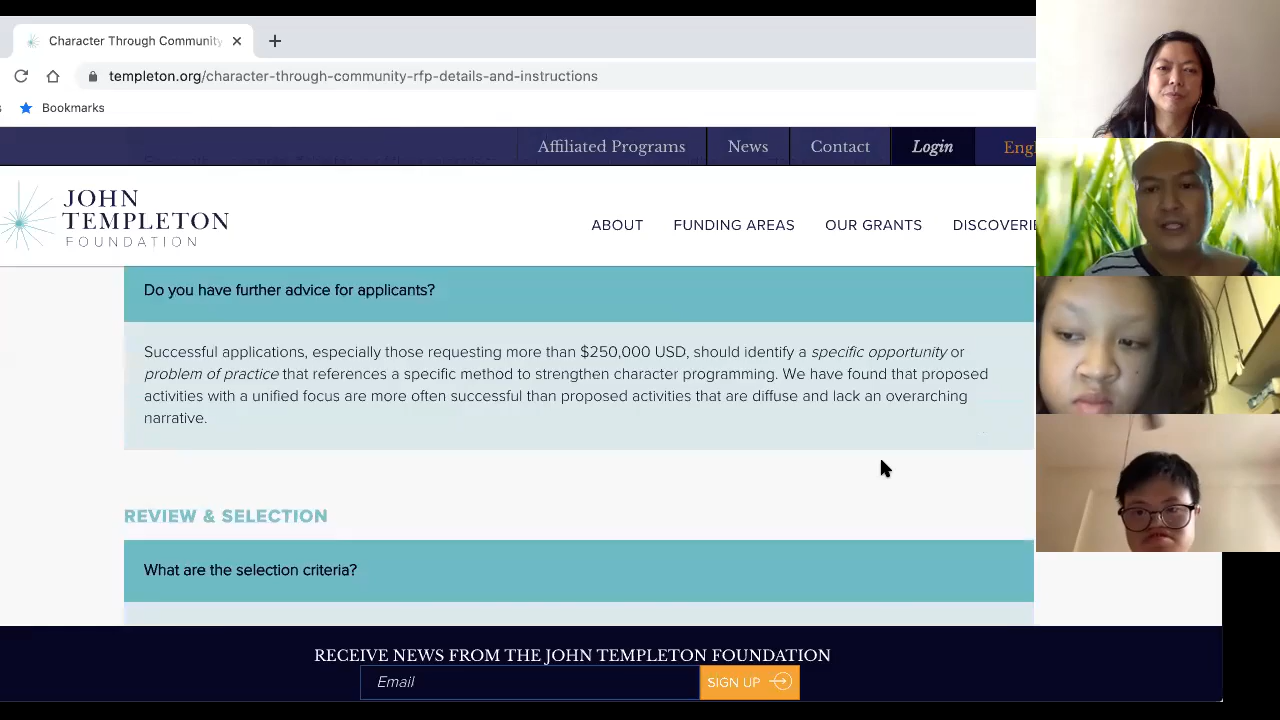 Character Through Community
templeton.org/character-through-community-rfp-details-and-instructions
Bookmarks
Affiliated Programs News Contact Login Engl
JOHN
TEMPLETON
FOUNDATION
ABOUT FUNDING AREAS OUR GRANTS DISCOVERIE
Do you have further advice for applicants?
Successful applications, especially those requesting more than $250,000 USD, should identify a specific opportunity or
problem of practice that references a specific method to strengthen character programming. We have found that proposed
activities with a unified focus are more often successful than proposed activities that are diffuse and lack an overarching
narrative.
REVIEW & SELECTION
What are the selection criteria?
RECEIVE NEWS FROM THE JOHN TEMPLETON FOUNDATION
Email SIGN UP